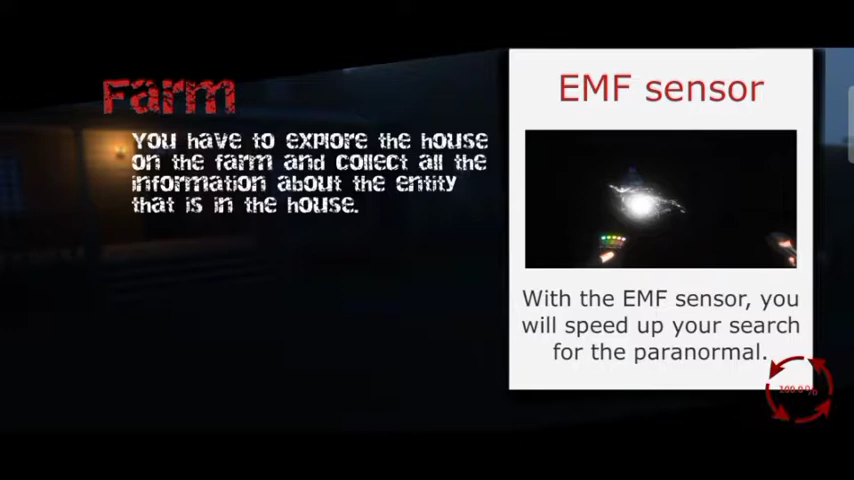 Farm
You have to explore the house
on the farm and collect all the
information about the entity
that is in the house.
EMF sensor
With the EMF sensor, you
will speed up your search
for the paranormal.
100.0%